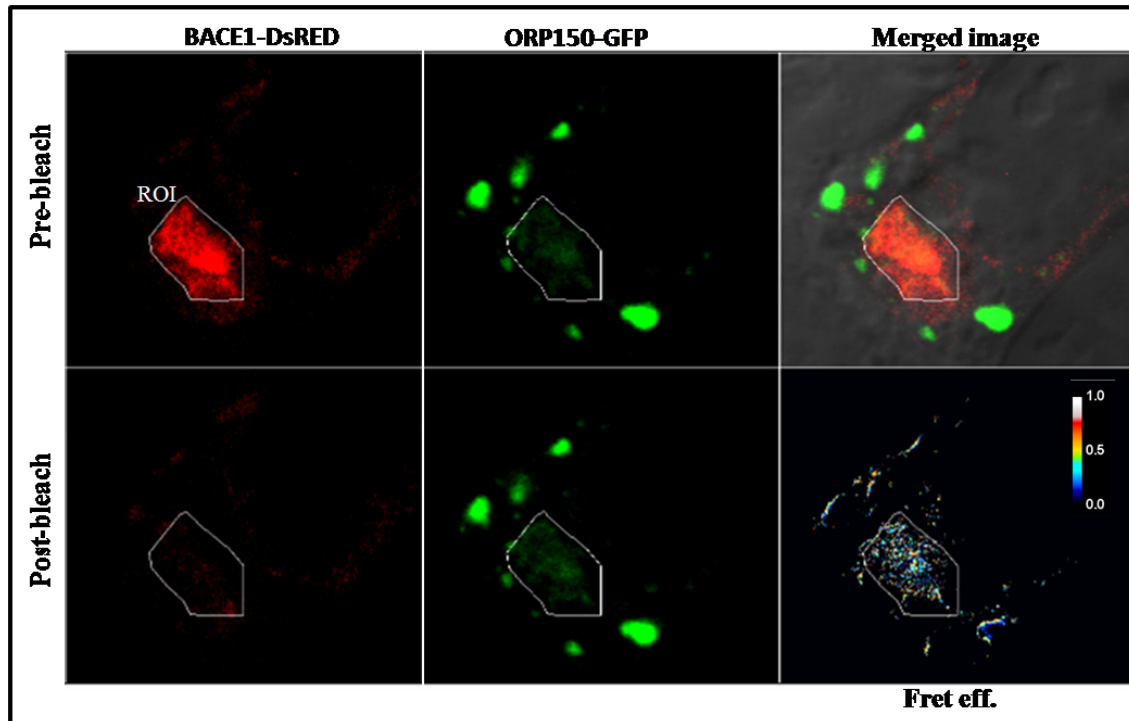 BACE1-DsRED
ORP150-GFP
Merged image
Pre-bleach
ROI
Post-bleach
1.0
0.5
0.0
Fret eff.